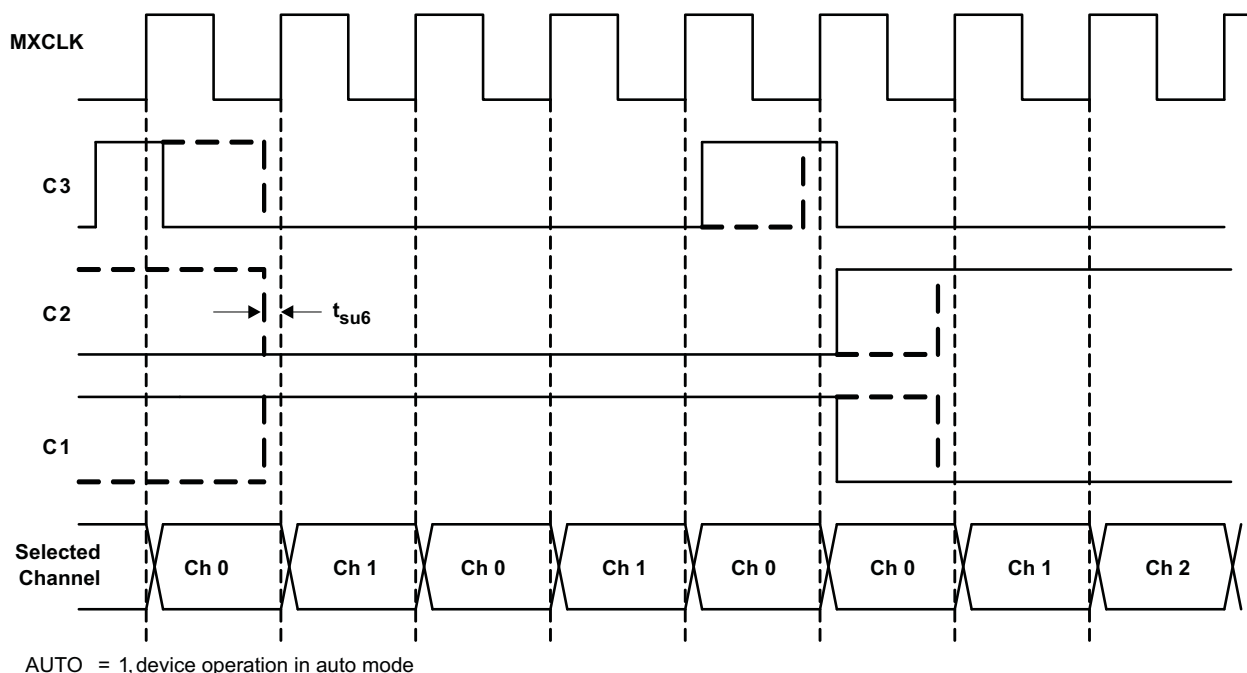 MXCLK
C3
C2
t su6
C1
Selected
Channel
Ch 0 Ch 1 Ch 0 Ch 1 Ch 0 Ch 0 Ch 1 Ch 2
AUTO = 1, device operation in auto mode